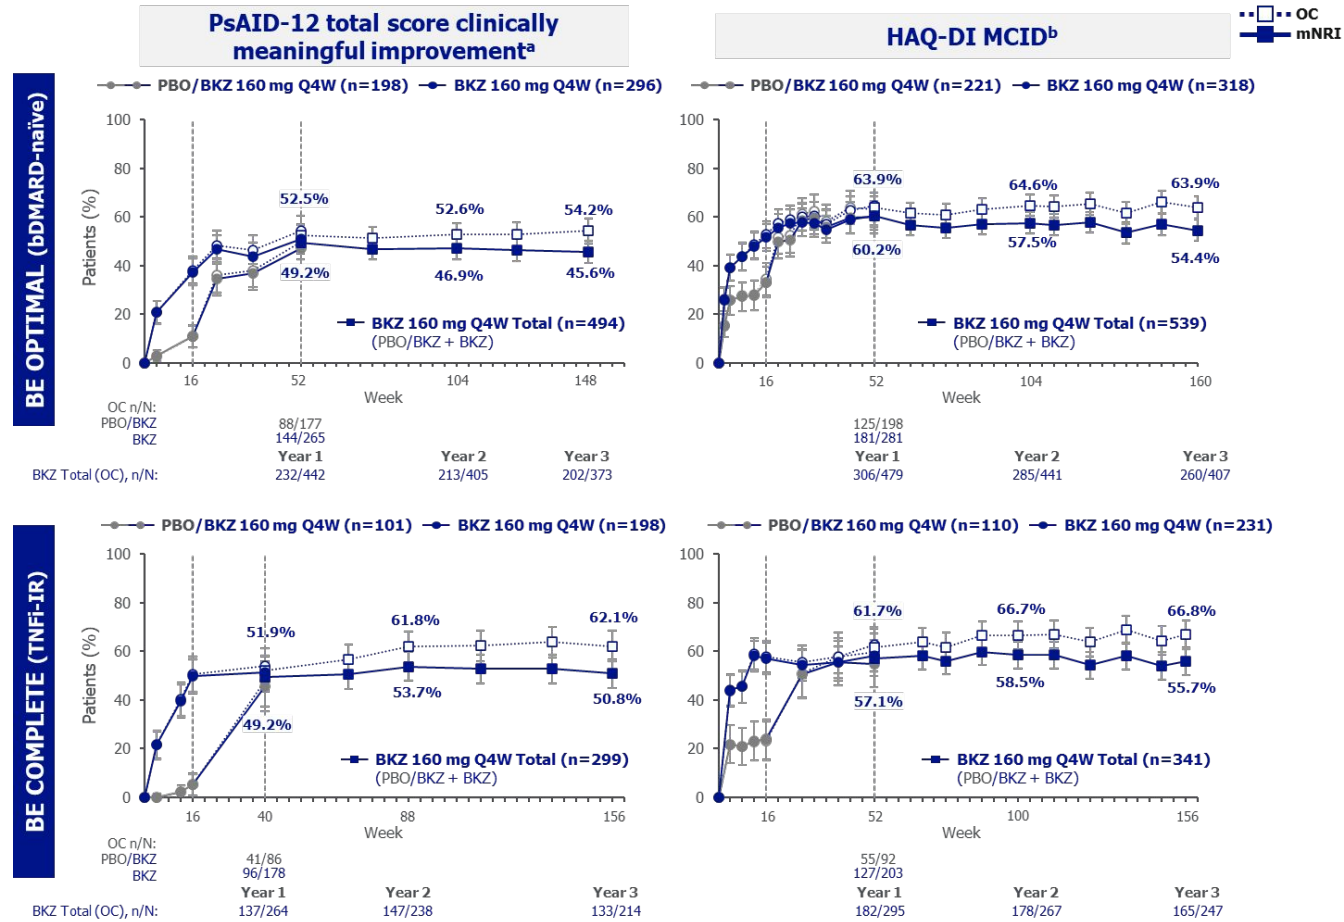 PsAID-12 total score clinically
meaningful improvementᵃ
HAQ-DI MCIDᵇ
OC
mNRI
BE OPTIMAL (bDMARD-naïve)
PBO/BKZ 160 mg Q4W (n=198) BKZ 160 mg Q4W (n=296)
Patients (%)
100
80
60
40
20
0
52.5%
49.2%
52.6%
46.9%
54.2%
45.6%
BKZ 160 mg Q4W Total (n=494)
(PBO/BKZ + BKZ)
16 52 104 148
Week
OC n/N:
PBO/BKZ 88/177
BKZ 144/265
Year 1 Year 2 Year 3
BKZ Total (OC), n/N: 232/442 213/405 202/373
PBO/BKZ 160 mg Q4W (n=221) BKZ 160 mg Q4W (n=318)
100
80
60
40
20
0
63.9%
60.2%
64.6%
57.5%
63.9%
54.4%
BKZ 160 mg Q4W Total (n=539)
(PBO/BKZ + BKZ)
16 52 104 160
Week
125/198
181/281
Year 1 Year 2 Year 3
306/479 285/441 260/407
BE COMPLETE (TNFi-IR)
PBO/BKZ 160 mg Q4W (n=101) BKZ 160 mg Q4W (n=198)
Patients (%)
100
80
60
40
20
0
51.9%
49.2%
61.8%
53.7%
62.1%
50.8%
BKZ 160 mg Q4W Total (n=299)
(PBO/BKZ + BKZ)
16 40 88 156
Week
OC n/N:
PBO/BKZ 41/86
BKZ 96/178
Year 1 Year 2 Year 3
BKZ Total (OC), n/N: 137/264 147/238 133/214
PBO/BKZ 160 mg Q4W (n=110) BKZ 160 mg Q4W (n=231)
100
80
60
40
20
0
61.7%
57.1%
66.7%
58.5%
66.8%
55.7%
BKZ 160 mg Q4W Total (n=341)
(PBO/BKZ + BKZ)
16 52 100 156
Week
55/92
127/203
Year 1 Year 2 Year 3
182/295 178/267 165/247